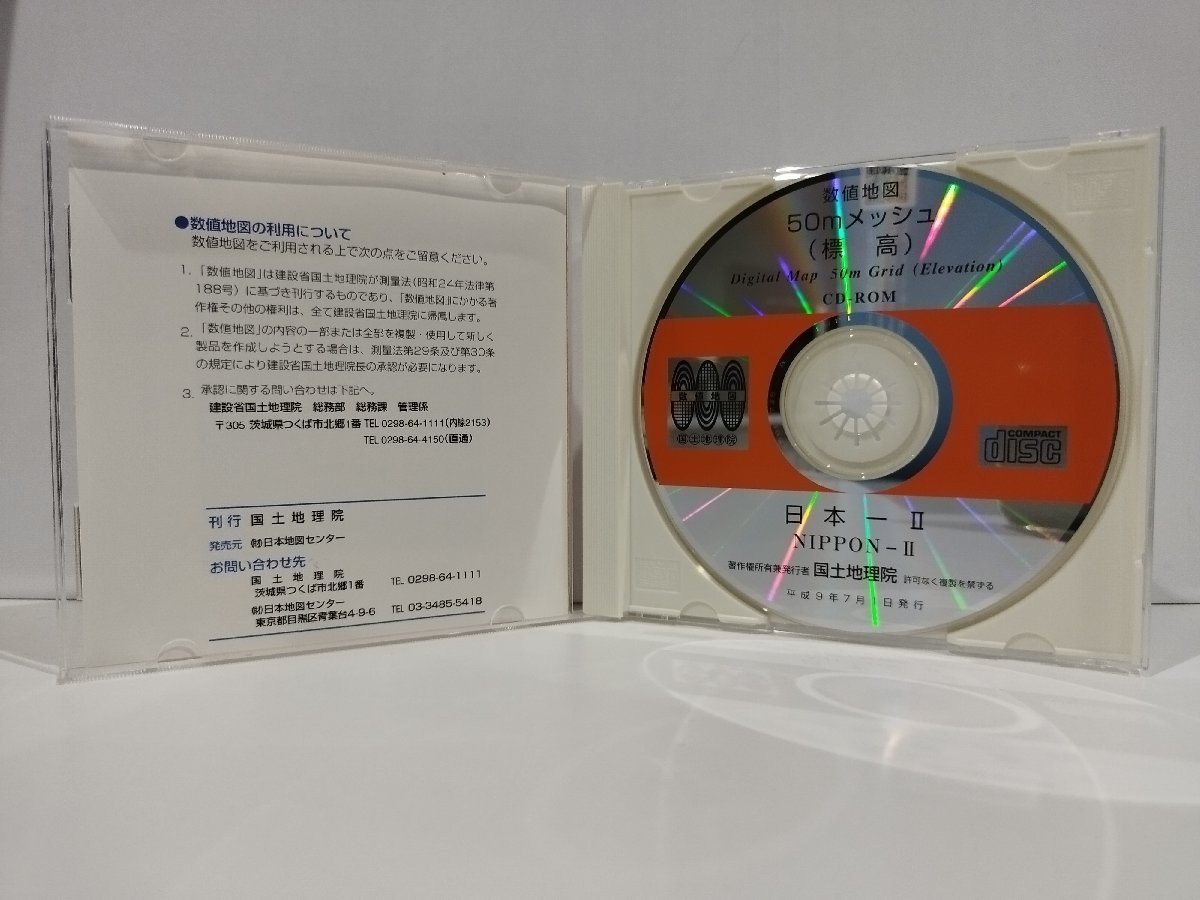 ●数値地図の利用について
数値地図をご利用される上で次の点をご留意ください。
1. 「数値地図」は建設省国土地理院が測量法(昭和24年法律第
188号)に基づき刊行するものであり、「数値地図」にかかる著
作権その他の権利は、全て建設省国土地理院に帰属します。
2. 「数値地図」の内容の一部または全部を複製・使用して新しく
製品を作成しようとする場合は、測量法第29条及び第30条
の規定により建設省国土地理院長の承認が必要になります。
3. 承認に関する問い合わせは下記へ。
建設省国土地理院 総務部 総務課 管理係
〒305 茨城県つくば市北郷1番 TEL 0298-64-1111(内線2153)
TEL 0298-64-4150(直通)
刊行 国土地理院
発売元 ㈶日本地図センター
お問い合わせ先
国土地理院
茨城県つくば市北郷1番 TEL 0298-64-1111
㈶日本地図センター
東京都目黒区青葉台4-9-6 TEL 03-3485-5418
数値地図
50mメッシュ
(標 高)
Digital Map 50m Grid (Elevation)
CD-ROM
数値地図
国土地理院
COMPACT
disc
日本-Ⅱ
NIPPON-Ⅱ
著作権所有兼発行者 国土地理院 許可なく複製を禁ずる
平成9年7月1日発行